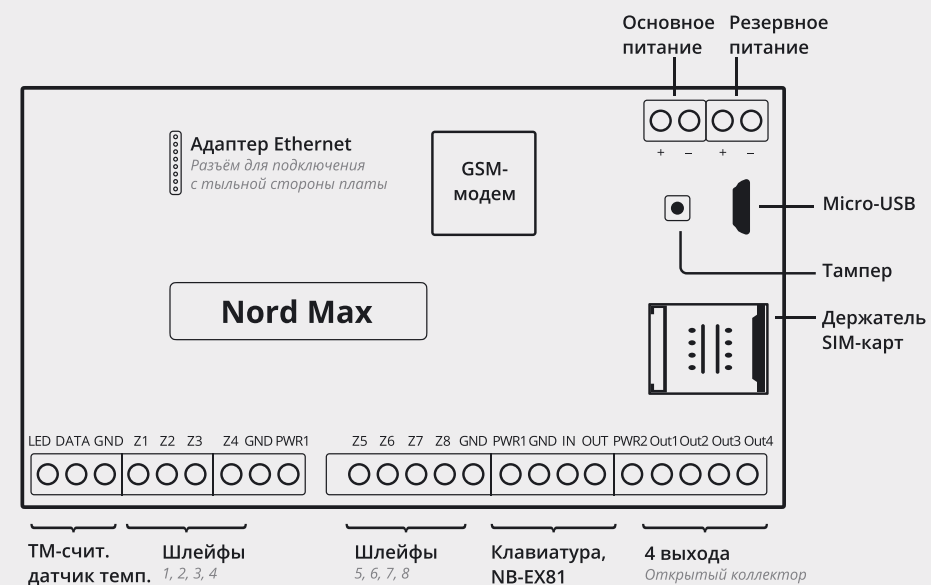 Основное Резервное
питание питание
+ – + –
Адаптер Ethernet
Разъём для подключения
с тыльной стороны платы
GSM-
модем
Micro-USB
Тампер
Nord Max
Держатель
SIM-карт
LED DATA GND Z1 Z2 Z3 Z4 GND PWR1 Z5 Z6 Z7 Z8 GND PWR1 GND IN OUT PWR2 Out1 Out2 Out3 Out4
ТМ-счит. Шлейфы Шлейфы Клавиатура, 4 выхода
датчик темп. 1, 2, 3, 4 5, 6, 7, 8 NB-EX81 Открытый коллектор